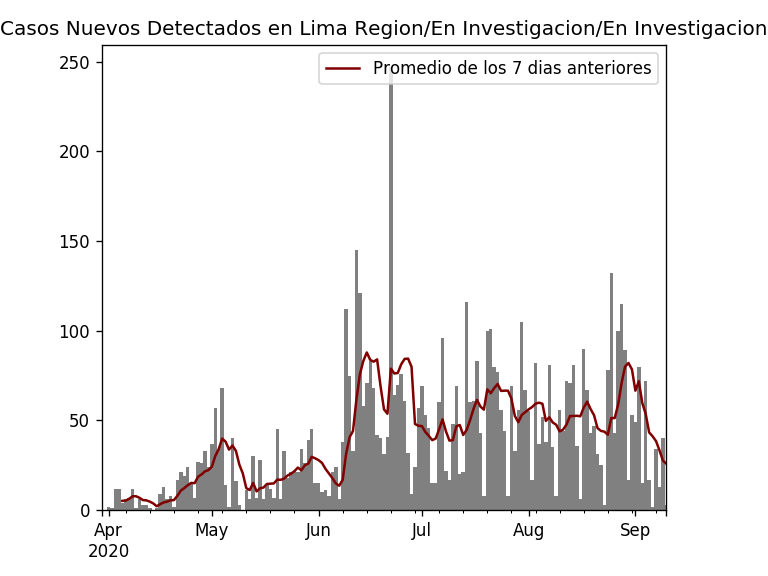 Casos Nuevos Detectados en Lima Region/En Investigacion/En Investigacion
Promedio de los 7 dias anteriores
250
200
150
100
50
0
Apr May Jun Jul Aug Sep
2020